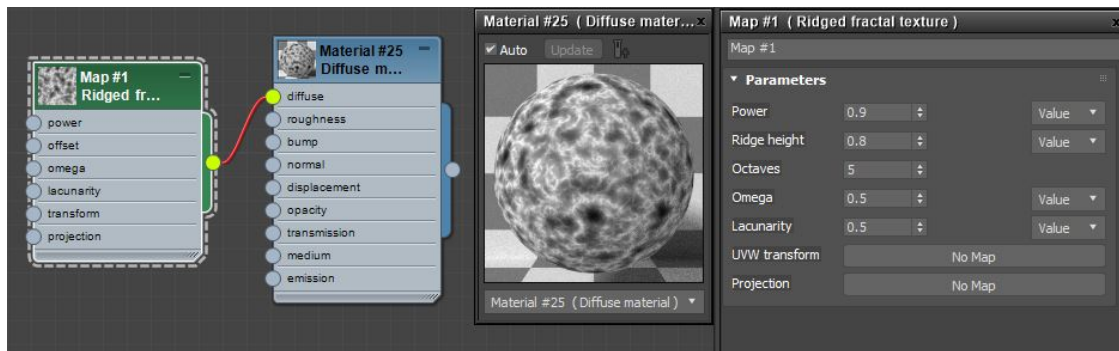 Map #1
Ridged fr...
power
offset
omega
lacunarity
transform
projection
Material #25
Diffuse m...
diffuse
roughness
bump
normal
displacement
opacity
transmission
medium
emission
Material #25 ( Diffuse mater... x
Auto Update
Material #25 ( Diffuse material )
Map #1 ( Ridged fractal texture ) x
Map #1
Parameters
Power 0.9 Value
Ridge height 0.8 Value
Octaves 5
Omega 0.5 Value
Lacunarity 0.5 Value
UVW transform No Map
Projection No Map